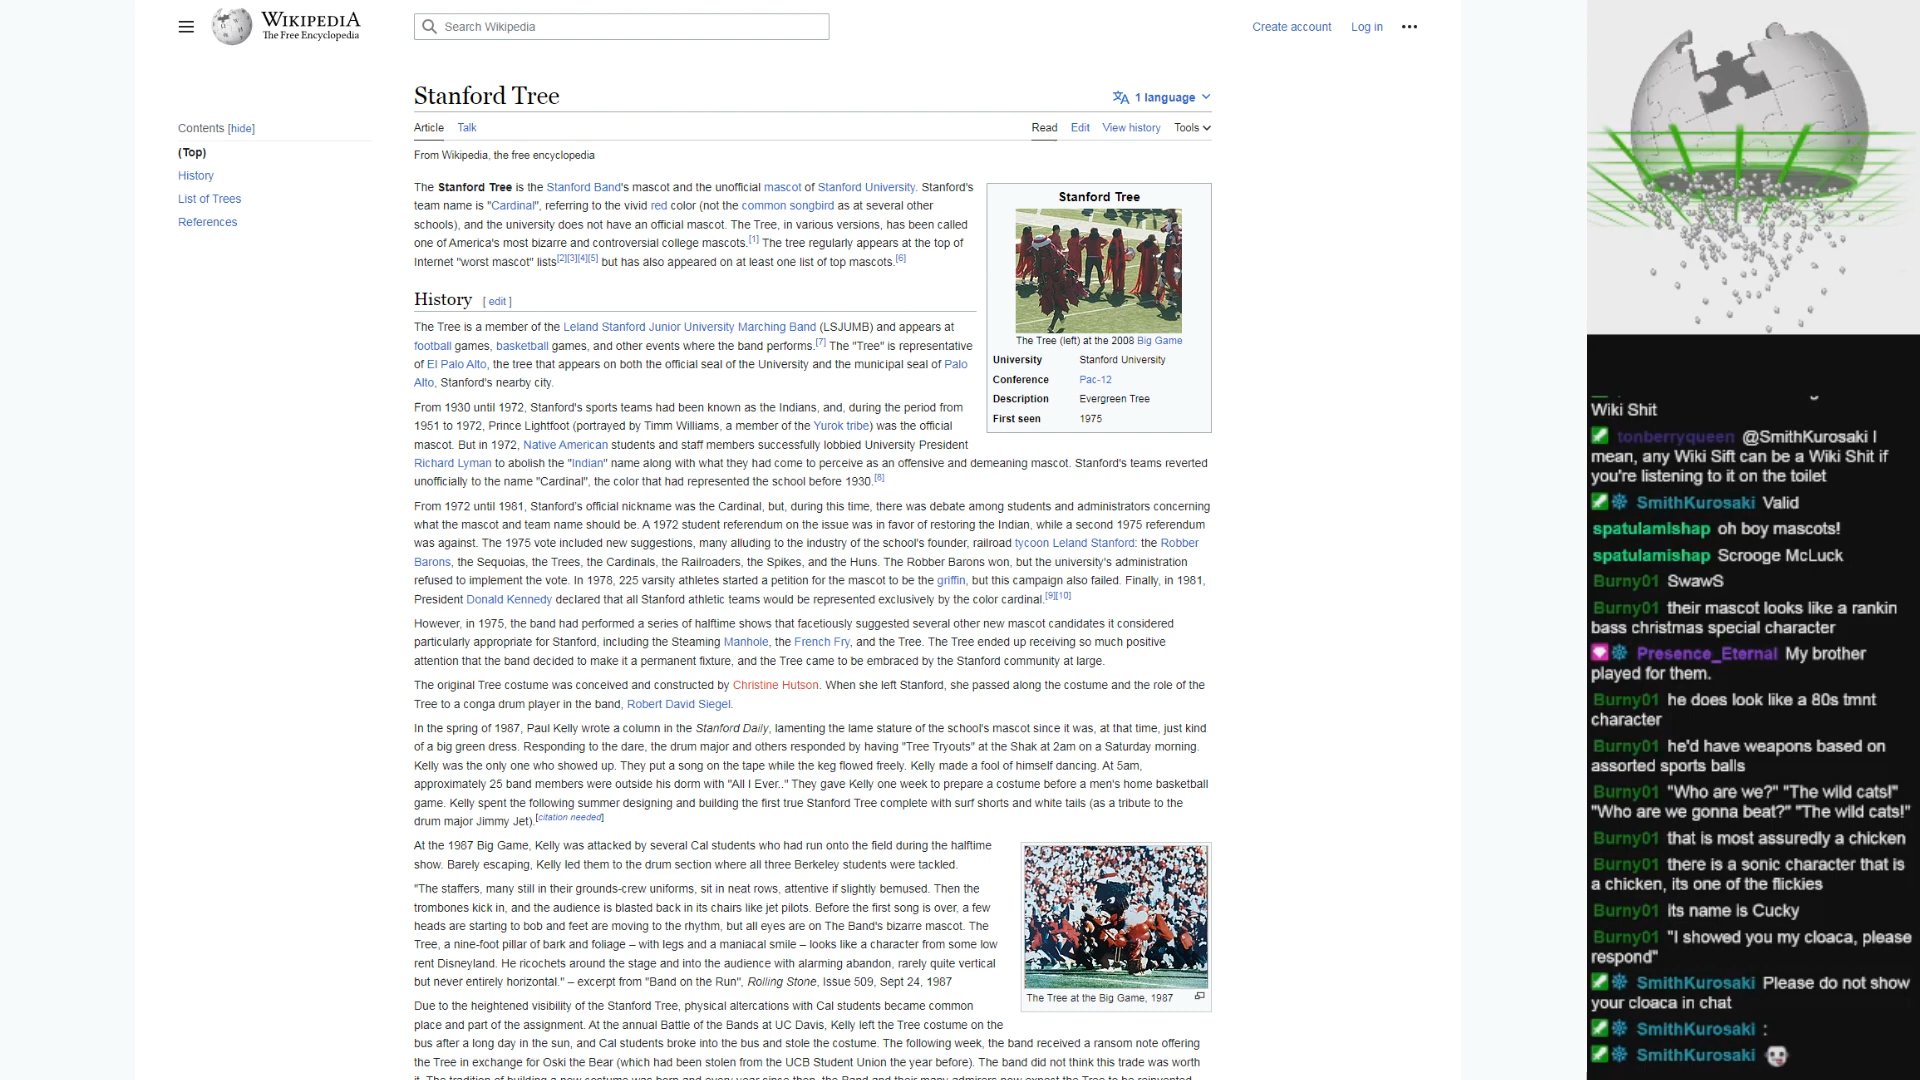 WIKIPEDIA
The Free Encyclopedia
Search Wikipedia
Create account
Log in
Stanford Tree
1 language
Contents [hide]
(Top)
History
List of Trees
References
Article
Talk
Read
Edit
View history
Tools
From Wikipedia, the free encyclopedia
The Stanford Tree is the Stanford Band's mascot and the unofficial mascot of Stanford University. Stanford's
team name is "Cardinal", referring to the vivid red color (not the common songbird as at several other
schools), and the university does not have an official mascot. The Tree, in various versions, has been called
one of America's most bizarre and controversial college mascots.[1] The tree regularly appears at the top of
Internet "worst mascot" lists[2][3][4][5] but has also appeared on at least one list of top mascots.[6]
Stanford Tree
The Tree (left) at the 2008 Big Game
University Stanford University
Conference Pac-12
Description Evergreen Tree
First seen 1975
History [ edit ]
The Tree is a member of the Leland Stanford Junior University Marching Band (LSJUMB) and appears at
football games, basketball games, and other events where the band performs.[7] The "Tree" is representative
of El Palo Alto, the tree that appears on both the official seal of the University and the municipal seal of Palo
Alto, Stanford's nearby city.
From 1930 until 1972, Stanford's sports teams had been known as the Indians, and, during the period from
1951 to 1972, Prince Lightfoot (portrayed by Timm Williams, a member of the Yurok tribe) was the official
mascot. But in 1972, Native American students and staff members successfully lobbied University President
Richard Lyman to abolish the "Indian" name along with what they had come to perceive as an offensive and demeaning mascot. Stanford's teams reverted
unofficially to the name "Cardinal", the color that had represented the school before 1930.[8]
From 1972 until 1981, Stanford's official nickname was the Cardinal, but, during this time, there was debate among students and administrators concerning
what the mascot and team name should be. A 1972 student referendum on the issue was in favor of restoring the Indian, while a second 1975 referendum
was against. The 1975 vote included new suggestions, many alluding to the industry of the school's founder, railroad tycoon Leland Stanford: the Robber
Barons, the Sequoias, the Trees, the Cardinals, the Railroaders, the Spikes, and the Huns. The Robber Barons won, but the university's administration
refused to implement the vote. In 1978, 225 varsity athletes started a petition for the mascot to be the griffin, but this campaign also failed. Finally, in 1981,
President Donald Kennedy declared that all Stanford athletic teams would be represented exclusively by the color cardinal.[9][10]
However, in 1975, the band had performed a series of halftime shows that facetiously suggested several other new mascot candidates it considered
particularly appropriate for Stanford, including the Steaming Manhole, the French Fry, and the Tree. The Tree ended up receiving so much positive
attention that the band decided to make it a permanent fixture, and the Tree came to be embraced by the Stanford community at large.
The original Tree costume was conceived and constructed by Christine Hutson. When she left Stanford, she passed along the costume and the role of the
Tree to a conga drum player in the band, Robert David Siegel.
In the spring of 1987, Paul Kelly wrote a column in the Stanford Daily, lamenting the lame stature of the school's mascot since it was, at that time, just kind
of a big green dress. Responding to the dare, the drum major and others responded by having "Tree Tryouts" at the Shak at 2am on a Saturday morning.
Kelly was the only one who showed up. They put a song on the tape while the keg flowed freely. Kelly made a fool of himself dancing. At 5am,
approximately 25 band members were outside his dorm with "All I Ever.." They gave Kelly one week to prepare a costume before a men's home basketball
game. Kelly spent the following summer designing and building the first true Stanford Tree complete with surf shorts and white tails (as a tribute to the
drum major Jimmy Jet).[citation needed]
At the 1987 Big Game, Kelly was attacked by several Cal students who had run onto the field during the halftime
show. Barely escaping, Kelly led them to the drum section where all three Berkeley students were tackled.
"The staffers, many still in their grounds-crew uniforms, sit in neat rows, attentive if slightly bemused. Then the
trombones kick in, and the audience is blasted back in its chairs like jet pilots. Before the first song is over, a few
heads are starting to bob and feet are moving to the rhythm, but all eyes are on The Band's bizarre mascot. The
Tree, a nine-foot pillar of bark and foliage – with legs and a maniacal smile – looks like a character from some low
rent Disneyland. He ricochets around the stage and into the audience with alarming abandon, rarely quite vertical
but never entirely horizontal." – excerpt from "Band on the Run", Rolling Stone, Issue 509, Sept 24, 1987
The Tree at the Big Game, 1987
Due to the heightened visibility of the Stanford Tree, physical altercations with Cal students became common
place and part of the assignment. At the annual Battle of the Bands at UC Davis, Kelly left the Tree costume on the
bus after a long day in the sun, and Cal students broke into the bus and stole the costume. The following week, the band received a ransom note offering
the Tree in exchange for Oski the Bear (which had been stolen from the UCB Student Union the year before). The band did not think this trade was worth
it. The tradition of building a new costume was born and every year since then, the Band and their many admirers now expect the Tree to be reinvented
Wiki Shit
tonberryqueen @SmithKurosaki I
mean, any Wiki Sift can be a Wiki Shit if
you're listening to it on the toilet
SmithKurosaki Valid
spatulamishap oh boy mascots!
spatulamishap Scrooge McLuck
Burny01 SwawS
Burny01 their mascot looks like a rankin
bass christmas special character
Presence_Eternal My brother
played for them.
Burny01 he does look like a 80s tmnt
character
Burny01 he'd have weapons based on
assorted sports balls
Burny01 "Who are we?" "The wild cats!"
"Who are we gonna beat?" "The wild cats!"
Burny01 that is most assuredly a chicken
Burny01 there is a sonic character that is
a chicken, its one of the flickies
Burny01 its name is Cucky
Burny01 "I showed you my cloaca, please
respond"
SmithKurosaki Please do not show
your cloaca in chat
SmithKurosaki :
SmithKurosaki